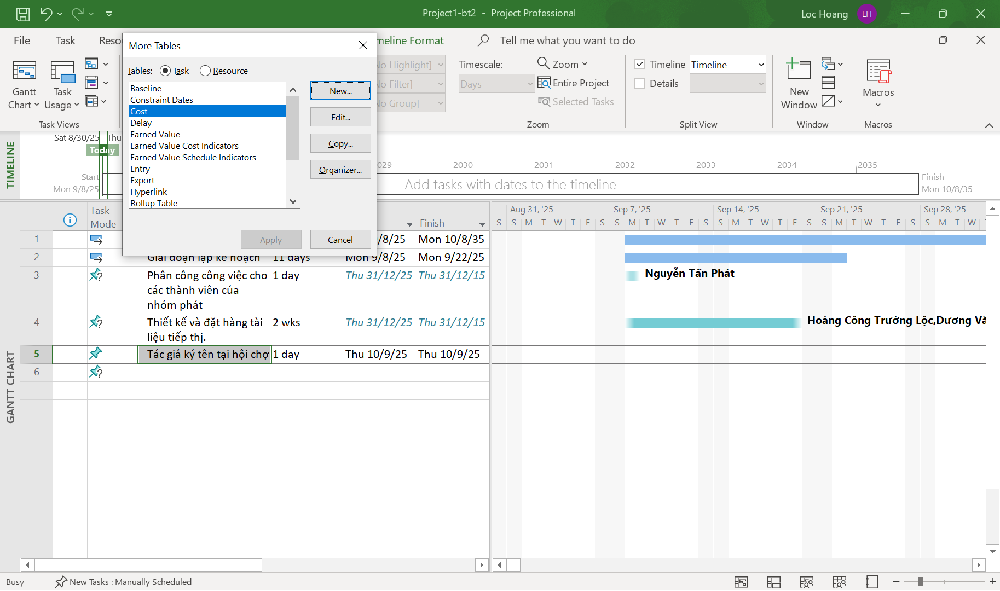 Project1-bt2 - Project Professional
Loc Hoang
LH
File
Task
Reso
meline Format
Tell me what you want to do
Gantt
Chart
Task
Usage
Task Views
o Highlight]
o Filter]
o Group]
Timescale:
Days
Zoom
Entire Project
Selected Tasks
Zoom
Timeline
Timeline
Details
Split View
New
Window
Window
Macros
Macros
More Tables
Tables:
Task
Resource
Baseline
Constraint Dates
Cost
Delay
Earned Value
Earned Value Cost Indicators
Earned Value Schedule Indicators
Entry
Export
Hyperlink
Rollup Table
New...
Edit...
Copy...
Organizer...
Apply
Cancel
TIMELINE
Sat 8/30/25
Thu
Today
Start
Mon 9/8/25
029
2030
2031
2032
2033
2034
2035
Add tasks with dates to the timeline
Finish
Mon 10/8/35
GANTT CHART
Task
Mode
Finish
Aug 31, '25
Sep 7, '25
Sep 14, '25
Sep 21, '25
Sep 28, '25
S S M T W T F S S M T W T F S S M T W T F S S M T W T F S S M T W
1
/8/25
Mon 10/8/35
2
Giai đoạn lập kế hoạch
11 days
Mon 9/8/25
Mon 9/22/25
3
Phân công công việc cho
các thành viên của
nhóm phát
1 day
Thu 31/12/25
Thu 31/12/15
Nguyễn Tấn Phát
4
Thiết kế và đặt hàng tài
liệu tiếp thị.
2 wks
Thu 31/12/25
Thu 31/12/15
Hoàng Công Trường Lộc,Dương Vă
5
Tác giả ký tên tại hội chợ
1 day
Thu 10/9/25
Thu 10/9/25
6
Busy
New Tasks : Manually Scheduled